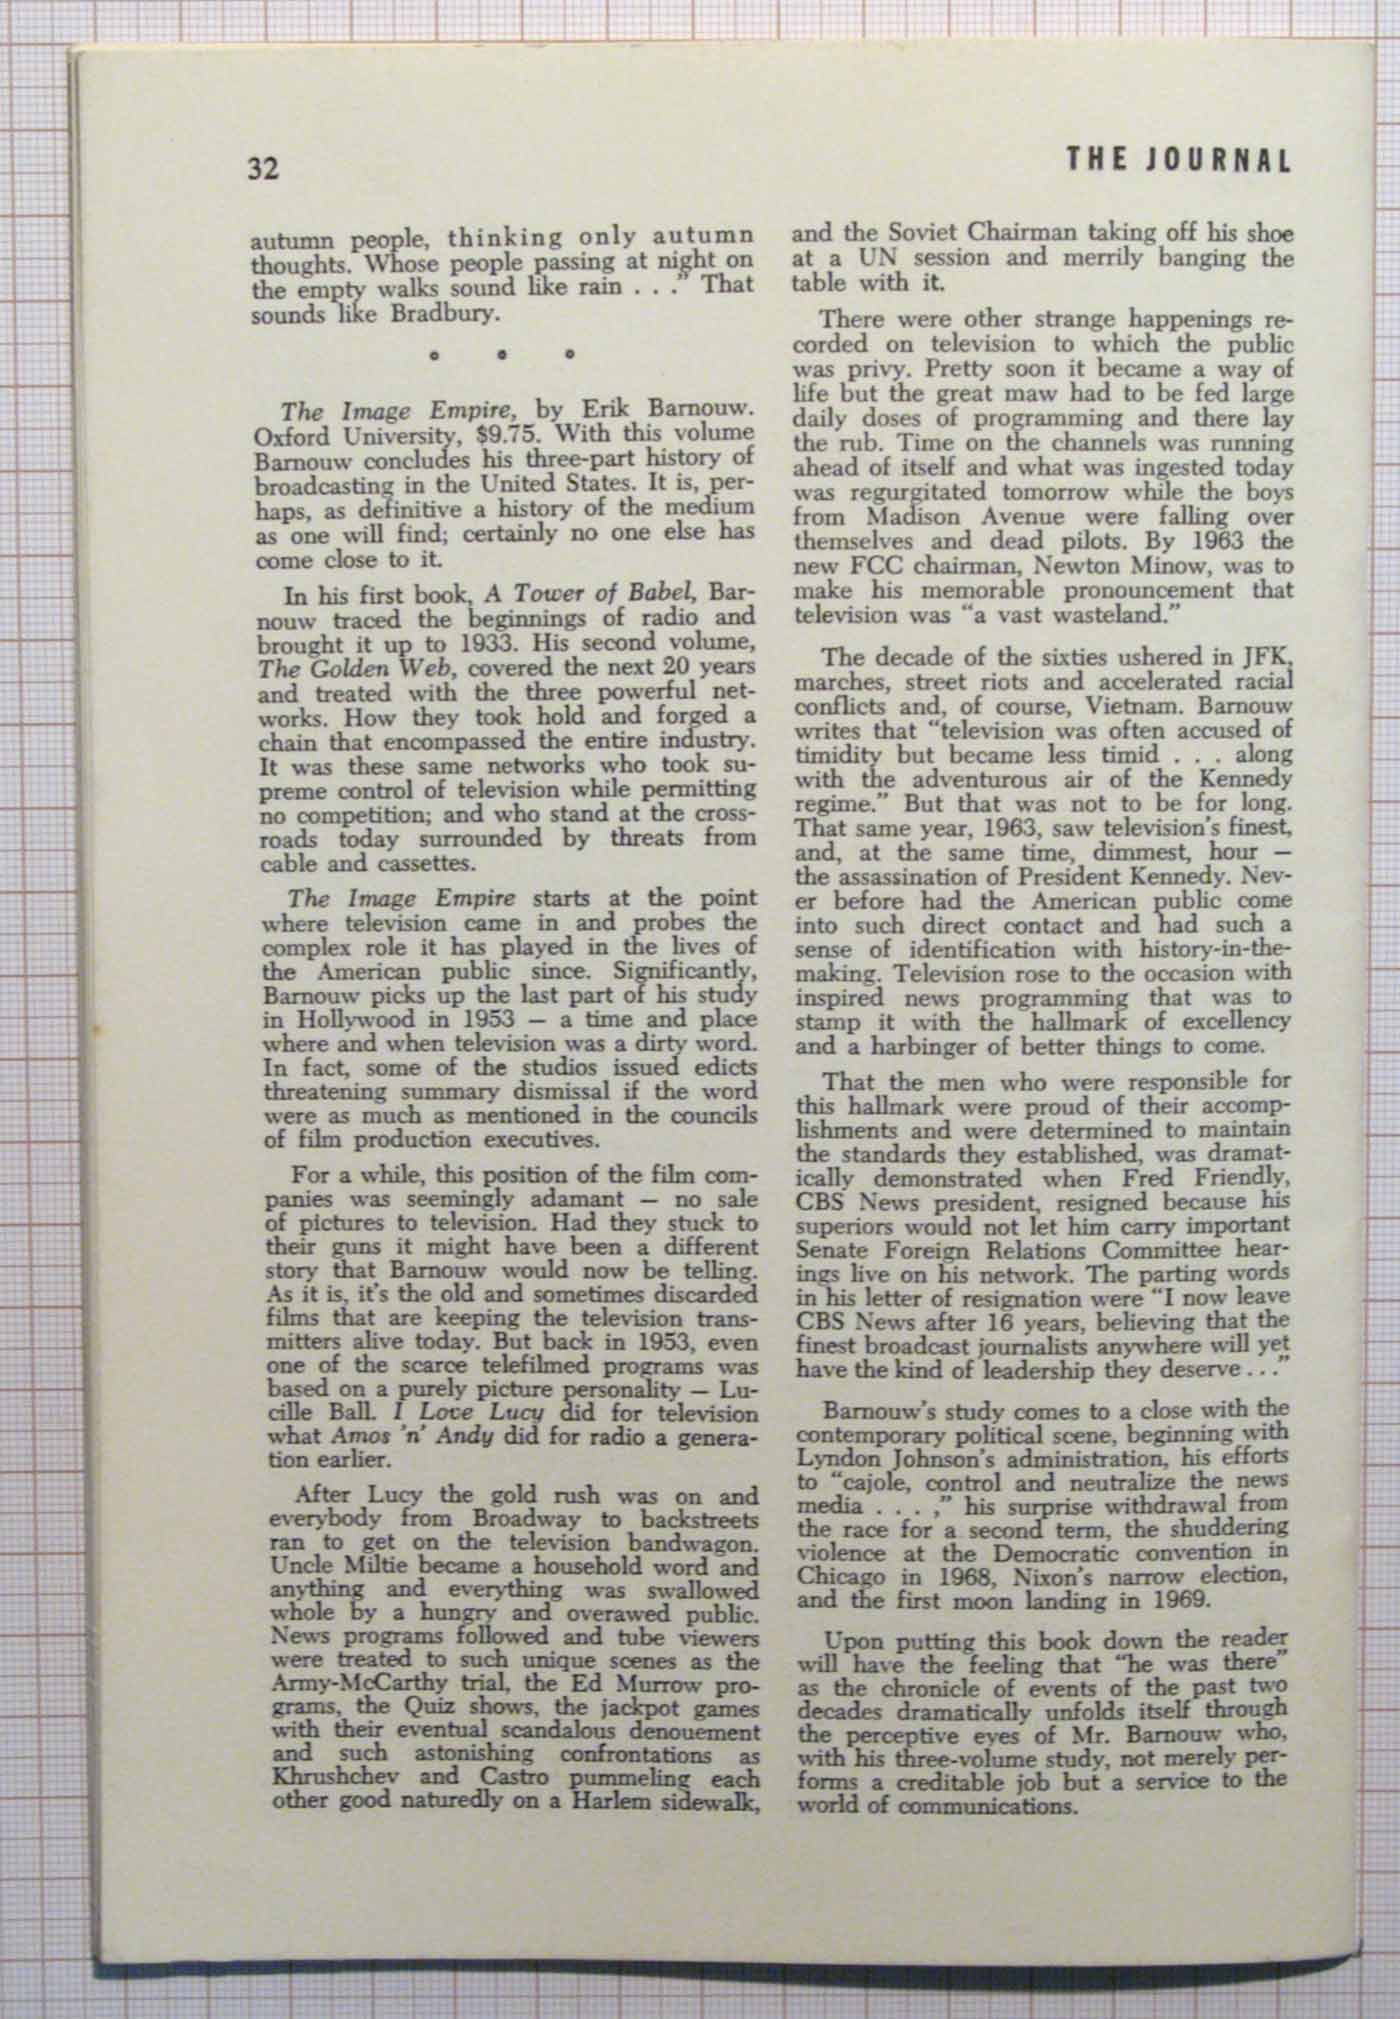 32
THE JOURNAL
autumn people, thinking only autumn
thoughts. Whose people passing at night on
the empty walks sound like rain . . .” That
sounds like Bradbury.
• • •
The Image Empire, by Erik Barnouw.
Oxford University, $9.75. With this volume
Barnouw concludes his three-part history of
broadcasting in the United States. It is, per-
haps, as definitive a history of the medium
as one will find; certainly no one else has
come close to it.
In his first book, A Tower of Babel, Bar-
nouw traced the beginnings of radio and
brought it up to 1933. His second volume,
The Golden Web, covered the next 20 years
and treated with the three powerful net-
works. How they took hold and forged a
chain that encompassed the entire industry.
It was these same networks who took su-
preme control of television while permitting
no competition; and who stand at the cross-
roads today surrounded by threats from
cable and cassettes.
The Image Empire starts at the point
where television came in and probes the
complex role it has played in the lives of
the American public since. Significantly,
Barnouw picks up the last part of his study
in Hollywood in 1953 — a time and place
where and when television was a dirty word.
In fact, some of the studios issued edicts
threatening summary dismissal if the word
were as much as mentioned in the councils
of film production executives.
For a while, this position of the film com-
panies was seemingly adamant — no sale
of pictures to television. Had they stuck to
their guns it might have been a different
story that Barnouw would now be telling.
As it is, it’s the old and sometimes discarded
films that are keeping the television trans-
mitters alive today. But back in 1953, even
one of the scarce telefilmed programs was
based on a purely picture personality — Lu-
cille Ball. I Love Lucy did for television
what Amos ’n’ Andy did for radio a genera-
tion earlier.
After Lucy the gold rush was on and
everybody from Broadway to backstreets
ran to get on the television bandwagon.
Uncle Miltie became a household word and
anything and everything was swallowed
whole by a hungry and overawed public.
News programs followed and tube viewers
were treated to such unique scenes as the
Army-McCarthy trial, the Ed Murrow pro-
grams, the Quiz shows, the jackpot games
with their eventual scandalous denouement
and such astonishing confrontations as
Khrushchev and Castro pummeling each
other good naturedly on a Harlem sidewalk,
and the Soviet Chairman taking off his shoe
at a UN session and merrily banging the
table with it.
There were other strange happenings re-
corded on television to which the public
was privy. Pretty soon it became a way of
life but the great maw had to be fed large
daily doses of programming and there lay
the rub. Time on the channels was running
ahead of itself and what was ingested today
was regurgitated tomorrow while the boys
from Madison Avenue were falling over
themselves and dead pilots. By 1963 the
new FCC chairman, Newton Minow, was to
make his memorable pronouncement that
television was “a vast wasteland.”
The decade of the sixties ushered in JFK,
marches, street riots and accelerated racial
conflicts and, of course, Vietnam. Barnouw
writes that “television was often accused of
timidity but became less timid . . . along
with the adventurous air of the Kennedy
regime.” But that was not to be for long.
That same year, 1963, saw television’s finest,
and, at the same time, dimmest, hour —
the assassination of President Kennedy. Nev-
er before had the American public come
into such direct contact and had such a
sense of identification with history-in-the-
making. Television rose to the occasion with
inspired news programming that was to
stamp it with the hallmark of excellency
and a harbinger of better things to come.
That the men who were responsible for
this hallmark were proud of their accomp-
lishments and were determined to maintain
the standards they established, was dramat-
ically demonstrated when Fred Friendly,
CBS News president, resigned because his
superiors would not let him carry important
Senate Foreign Relations Committee hear-
ings live on his network. The parting words
in his letter of resignation were “I now leave
CBS News after 16 years, believing that the
finest broadcast journalists anywhere will yet
have the kind of leadership they deserve . . .”
Barnouw’s study comes to a close with the
contemporary political scene, beginning with
Lyndon Johnson’s administration, his efforts
to “cajole, control and neutralize the news
media . . . ,” his surprise withdrawal from
the race for a second term, the shuddering
violence at the Democratic convention in
Chicago in 1968, Nixon’s narrow election,
and the first moon landing in 1969.
Upon putting this book down the reader
will have the feeling that “he was there”
as the chronicle of events of the past two
decades dramatically unfolds itself through
the perceptive eyes of Mr. Barnouw who,
with his three-volume study, not merely per-
forms a creditable job but a service to the
world of communications.